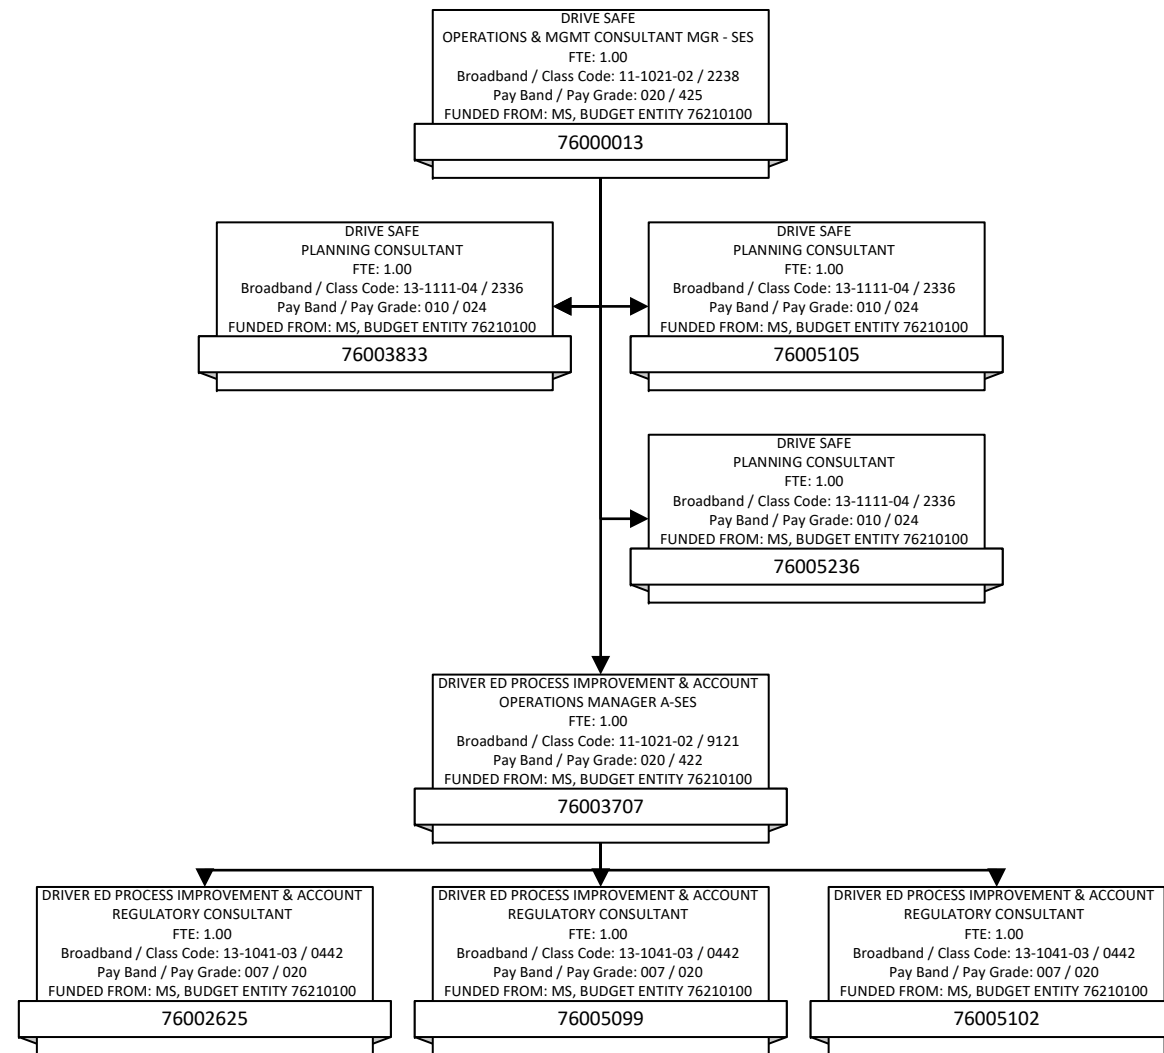 DRIVE SAFE
OPERATIONS & MGMT CONSULTANT MGR - SES
FTE: 1.00
Broadband / Class Code: 11-1021-02 / 2238
Pay Band / Pay Grade: 020 / 425
FUNDED FROM: MS, BUDGET ENTITY 76210100
76000013
DRIVE SAFE
PLANNING CONSULTANT
FTE: 1.00
Broadband / Class Code: 13-1111-04 / 2336
Pay Band / Pay Grade: 010 / 024
FUNDED FROM: MS, BUDGET ENTITY 76210100
76003833
DRIVE SAFE
PLANNING CONSULTANT
FTE: 1.00
Broadband / Class Code: 13-1111-04 / 2336
Pay Band / Pay Grade: 010 / 024
FUNDED FROM: MS, BUDGET ENTITY 76210100
76005105
DRIVE SAFE
PLANNING CONSULTANT
FTE: 1.00
Broadband / Class Code: 13-1111-04 / 2336
Pay Band / Pay Grade: 010 / 024
FUNDED FROM: MS, BUDGET ENTITY 76210100
76005236
DRIVER ED PROCESS IMPROVEMENT & ACCOUNT
OPERATIONS MANAGER A-SES
FTE: 1.00
Broadband / Class Code: 11-1021-02 / 9121
Pay Band / Pay Grade: 020 / 422
FUNDED FROM: MS, BUDGET ENTITY 76210100
76003707
DRIVER ED PROCESS IMPROVEMENT & ACCOUNT
REGULATORY CONSULTANT
FTE: 1.00
Broadband / Class Code: 13-1041-03 / 0442
Pay Band / Pay Grade: 007 / 020
FUNDED FROM: MS, BUDGET ENTITY 76210100
76002625
DRIVER ED PROCESS IMPROVEMENT & ACCOUNT
REGULATORY CONSULTANT
FTE: 1.00
Broadband / Class Code: 13-1041-03 / 0442
Pay Band / Pay Grade: 007 / 020
FUNDED FROM: MS, BUDGET ENTITY 76210100
76005099
DRIVER ED PROCESS IMPROVEMENT & ACCOUNT
REGULATORY CONSULTANT
FTE: 1.00
Broadband / Class Code: 13-1041-03 / 0442
Pay Band / Pay Grade: 007 / 020
FUNDED FROM: MS, BUDGET ENTITY 76210100
76005102